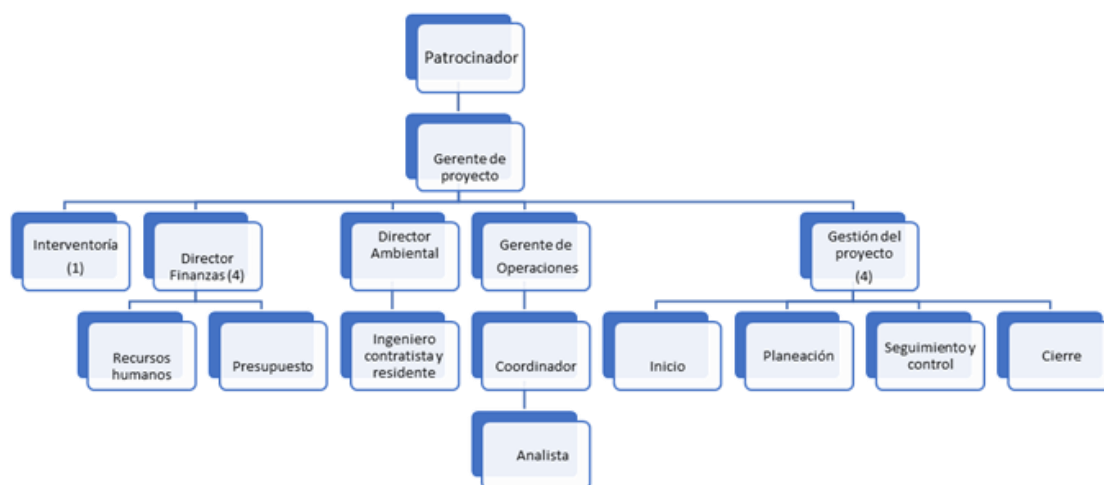 Patrocinador
Gerente de
proyecto
Interventoría
(1)
Director
Finanzas (4)
Director
Ambiental
Gerente de
Operaciones
Gestión del
proyecto
(4)
Recursos
humanos
Presupuesto
Ingeniero
contratista y
residente
Coordinador
Inicio
Planeación
Seguimiento y
control
Cierre
Analista